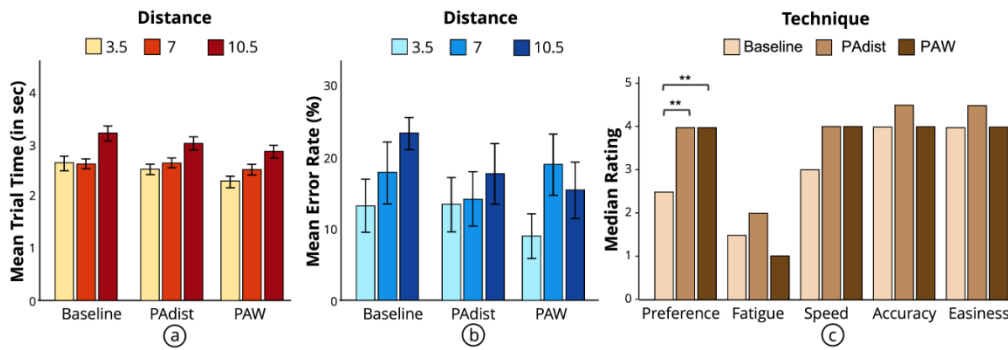 Distance
3.5 7 10.5
Mean Trial Time (in sec)
4
3
2
1
0
Baseline PAdist PAW
a
Distance
3.5 7 10.5
Mean Error Rate (%)
30
20
10
0
Baseline PAdist PAW
b
Technique
Baseline PAdist PAW
Median Rating
5
4
3
2
1
0
**
**
Preference Fatigue Speed Accuracy Easiness
c